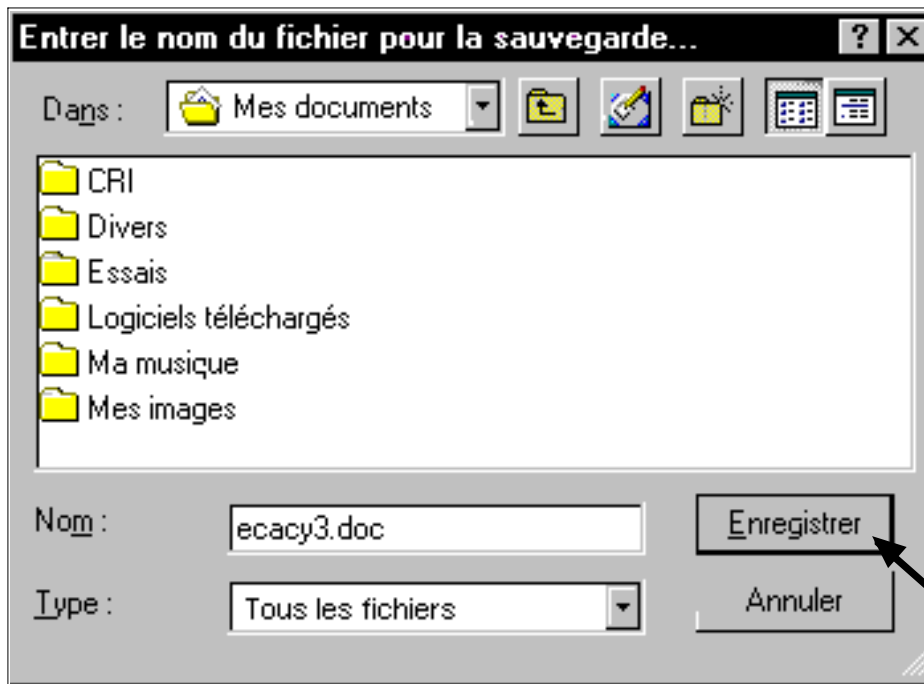 Entrer le nom du fichier pour la sauvegarde...
Dans : Mes documents
CRI
Divers
Essais
Logiciels téléchargés
Ma musique
Mes images
Nom : ecacy3.doc Enregistrer
Type : Tous les fichiers Annuler